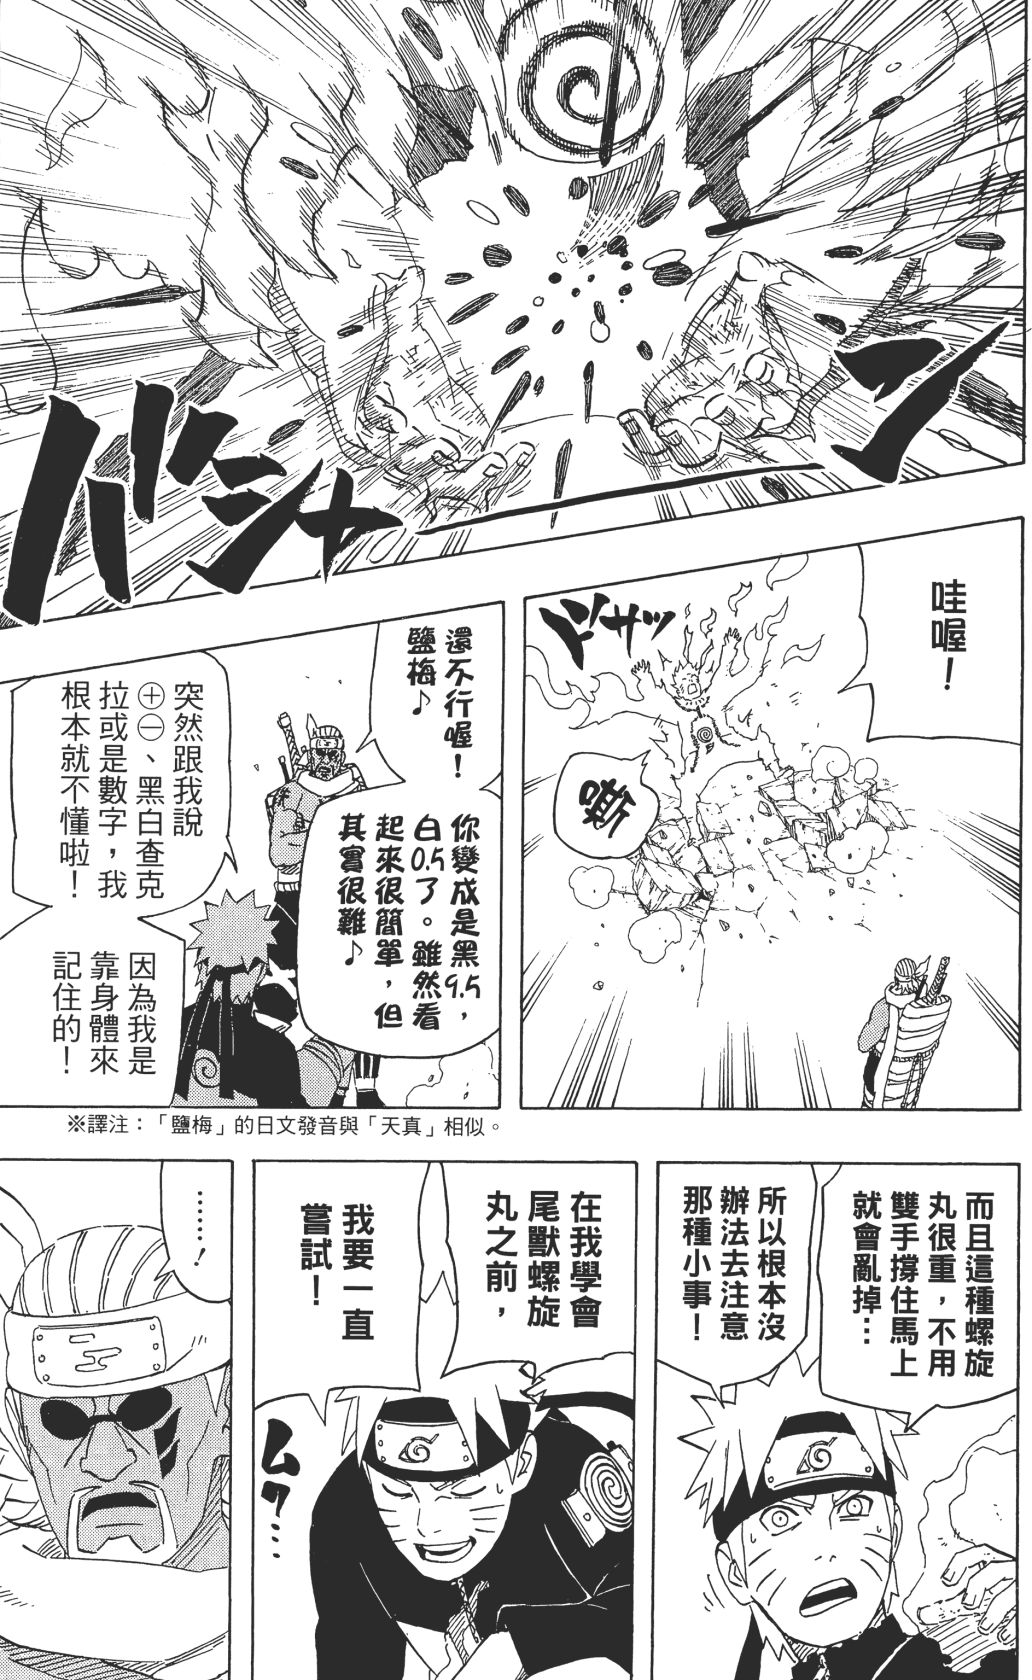 バシャーッ
哇喔！
ドサッ
嘶
還不行喔！
鹽梅♪
你變成是黑9.5，
白0.5了。雖然看
起來很簡單，但
其實很難♪
突然跟我說
⊕⊖、黑白查克
拉或是數字，我
根本就不懂啦！
因為我是
靠身體來
記住的！
※譯注：「鹽梅」的日文發音與「天真」相似。
而且這種螺旋
丸很重，不用
雙手撐住馬上
就會亂掉…
所以根本沒
辦法去注意
那種小事！
在我學會
尾獸螺旋
丸之前，
我要一直
嘗試！
ムク…
……！